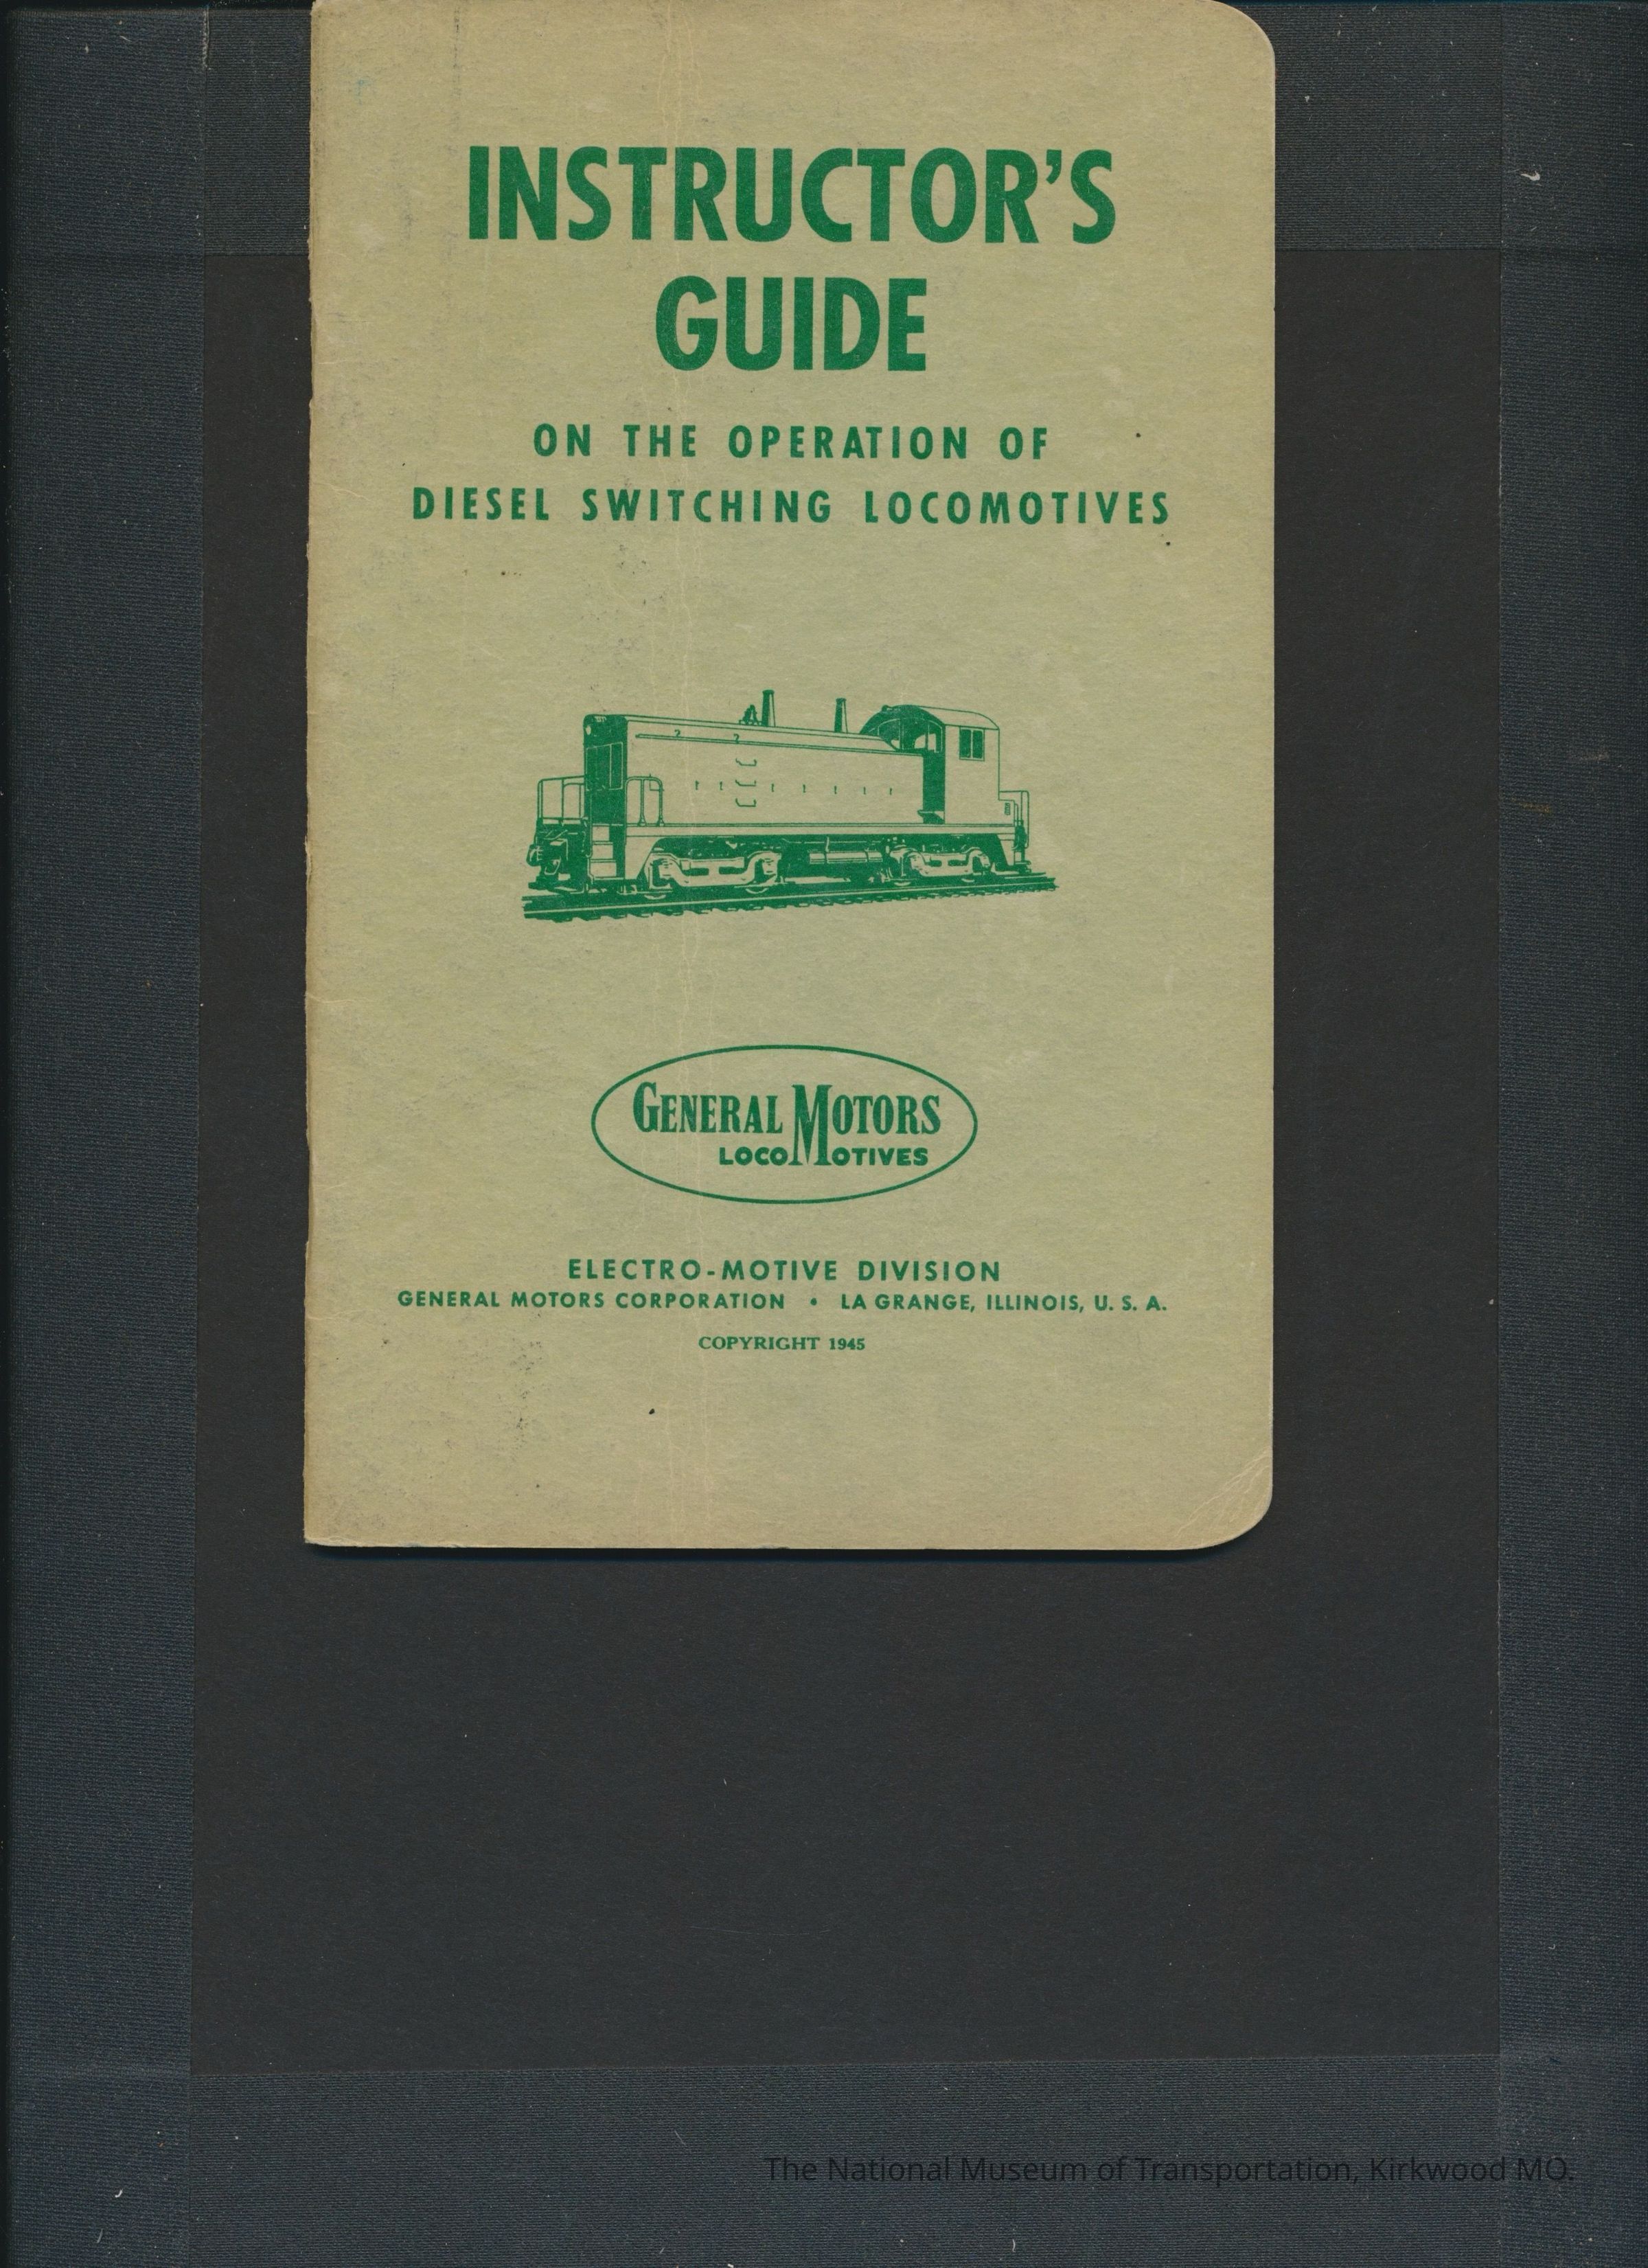 INSTRUCTOR'S
GUIDE
ON THE OPERATION OF
DIESEL SWITCHING LOCOMOTIVES
GENERAL MOTORS
LOCOMOTIVES
ELECTRO-MOTIVE DIVISION
GENERAL MOTORS CORPORATION • LA GRANGE, ILLINOIS, U. S. A.
COPYRIGHT 1945
The National Museum of Transportation, Kirkwood MO.